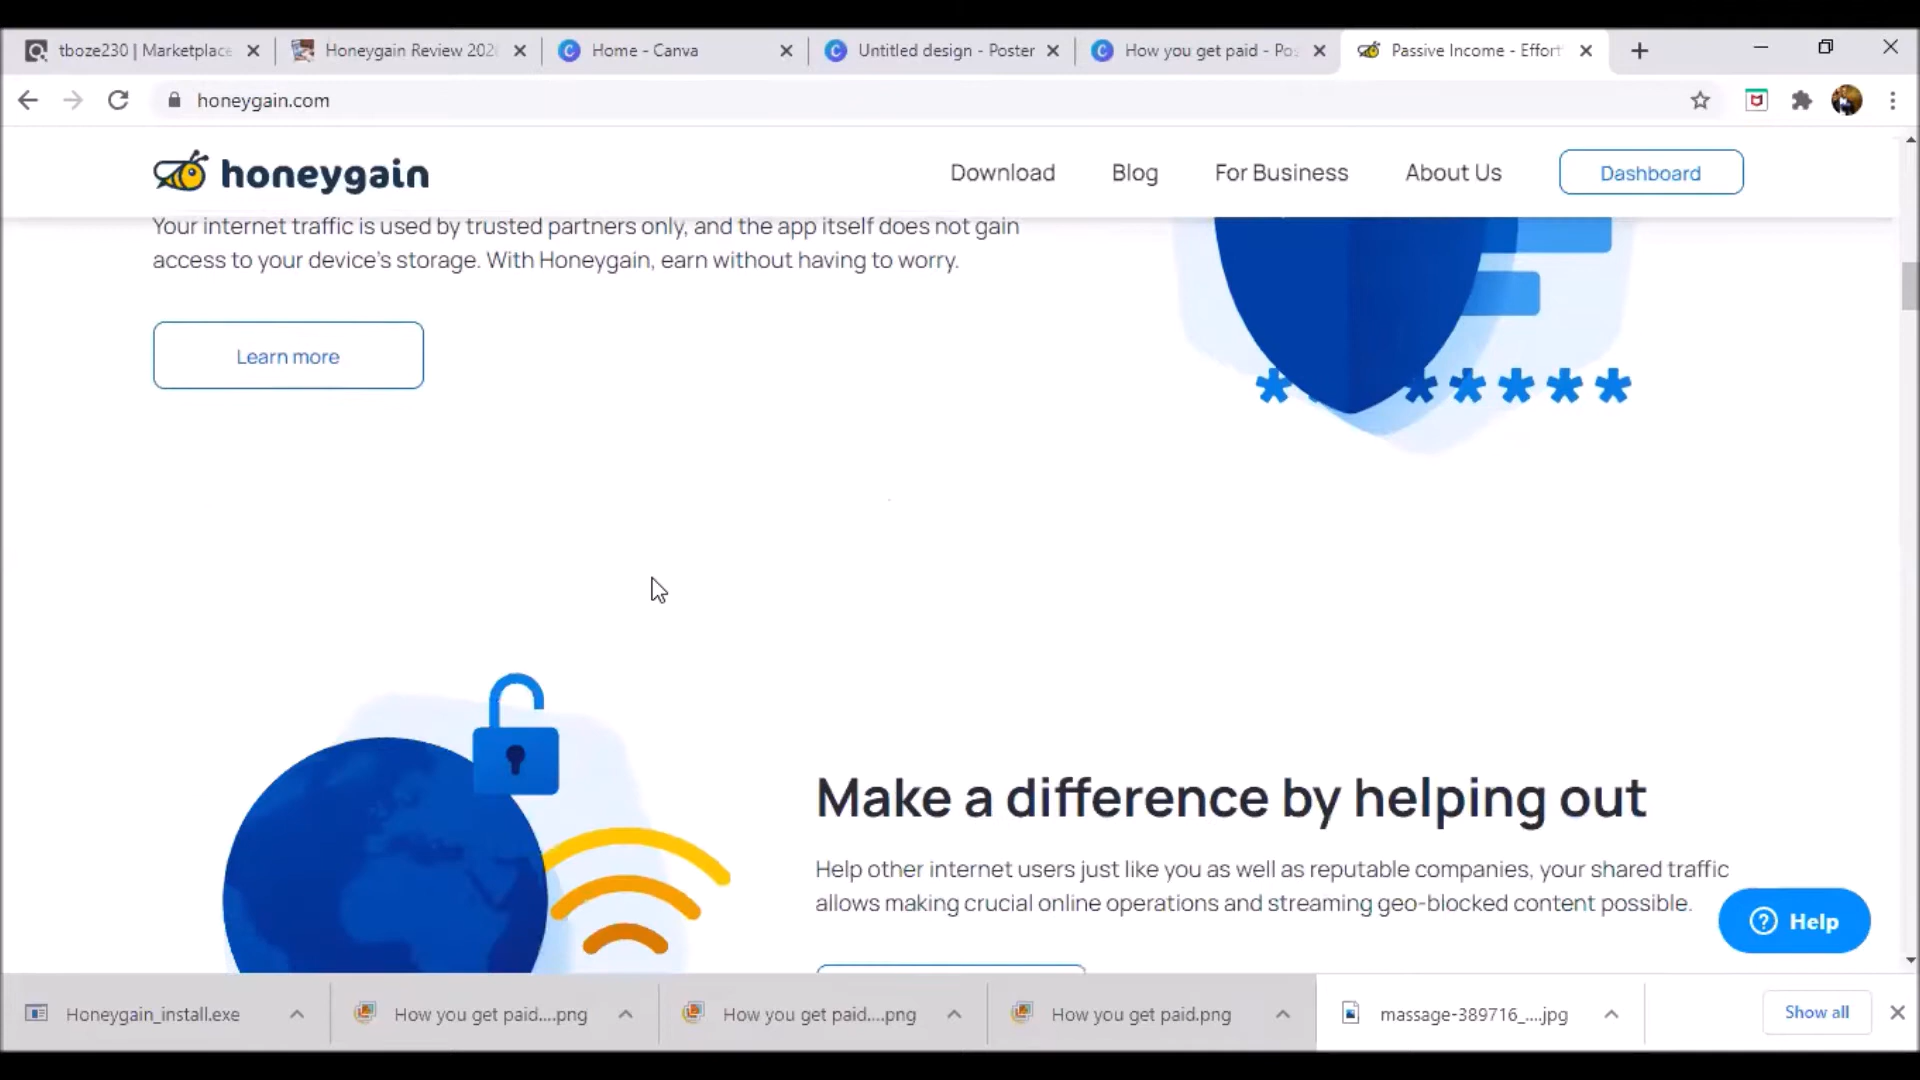 tboze230 | Marketplace
Honeygain Review 202
Home - Canva
Untitled design - Poster
How you get paid - Pos
Passive Income - Effort
honeygain.com
honeygain
Download
Blog
For Business
About Us
Dashboard
Your internet traffic is used by trusted partners only, and the app itself does not gain
access to your device's storage. With Honeygain, earn without having to worry.
Learn more
* * * * * *
Make a difference by helping out
Help other internet users just like you as well as reputable companies, your shared traffic
allows making crucial online operations and streaming geo-blocked content possible.
? Help
Honeygain_install.exe
How you get paid....png
How you get paid....png
How you get paid.png
massage-389716_....jpg
Show all